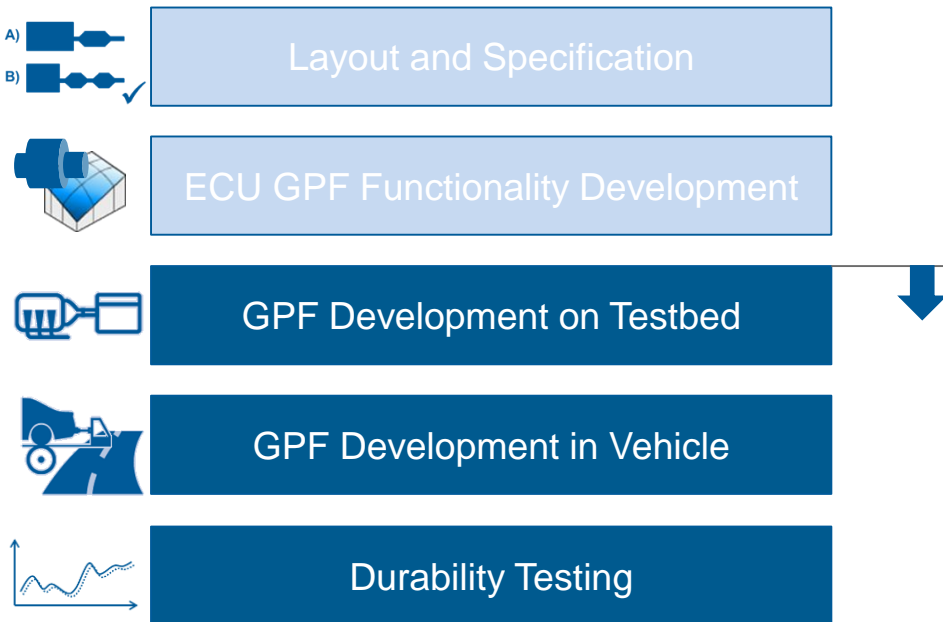 A)
B)
Layout and Specification
ECU GPF Functionality Development
GPF Development on Testbed
GPF Development in Vehicle
Durability Testing